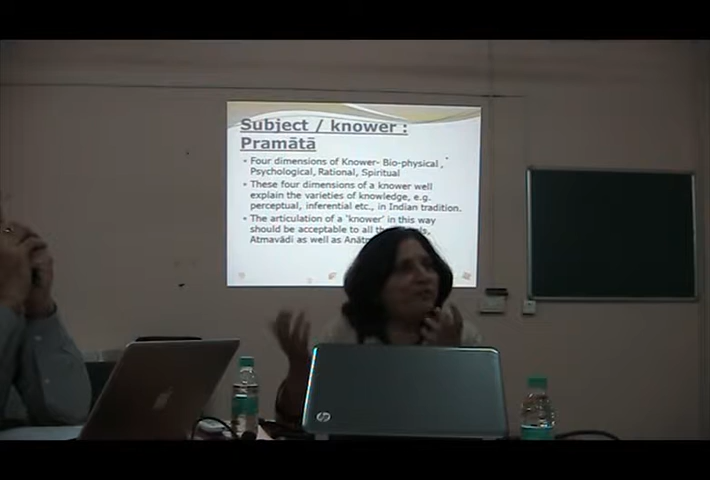 Subject / knower :
Pramātā
• Four dimensions of Knower- Bio-physical ,
Psychological, Rational, Spiritual
• These four dimensions of a knower well
explain the varieties of knowledge, e.g.
perceptual, inferential etc., in Indian tradition.
• The articulation of a 'knower' in this way
should be acceptable to all
Atmavādi as well as
hp